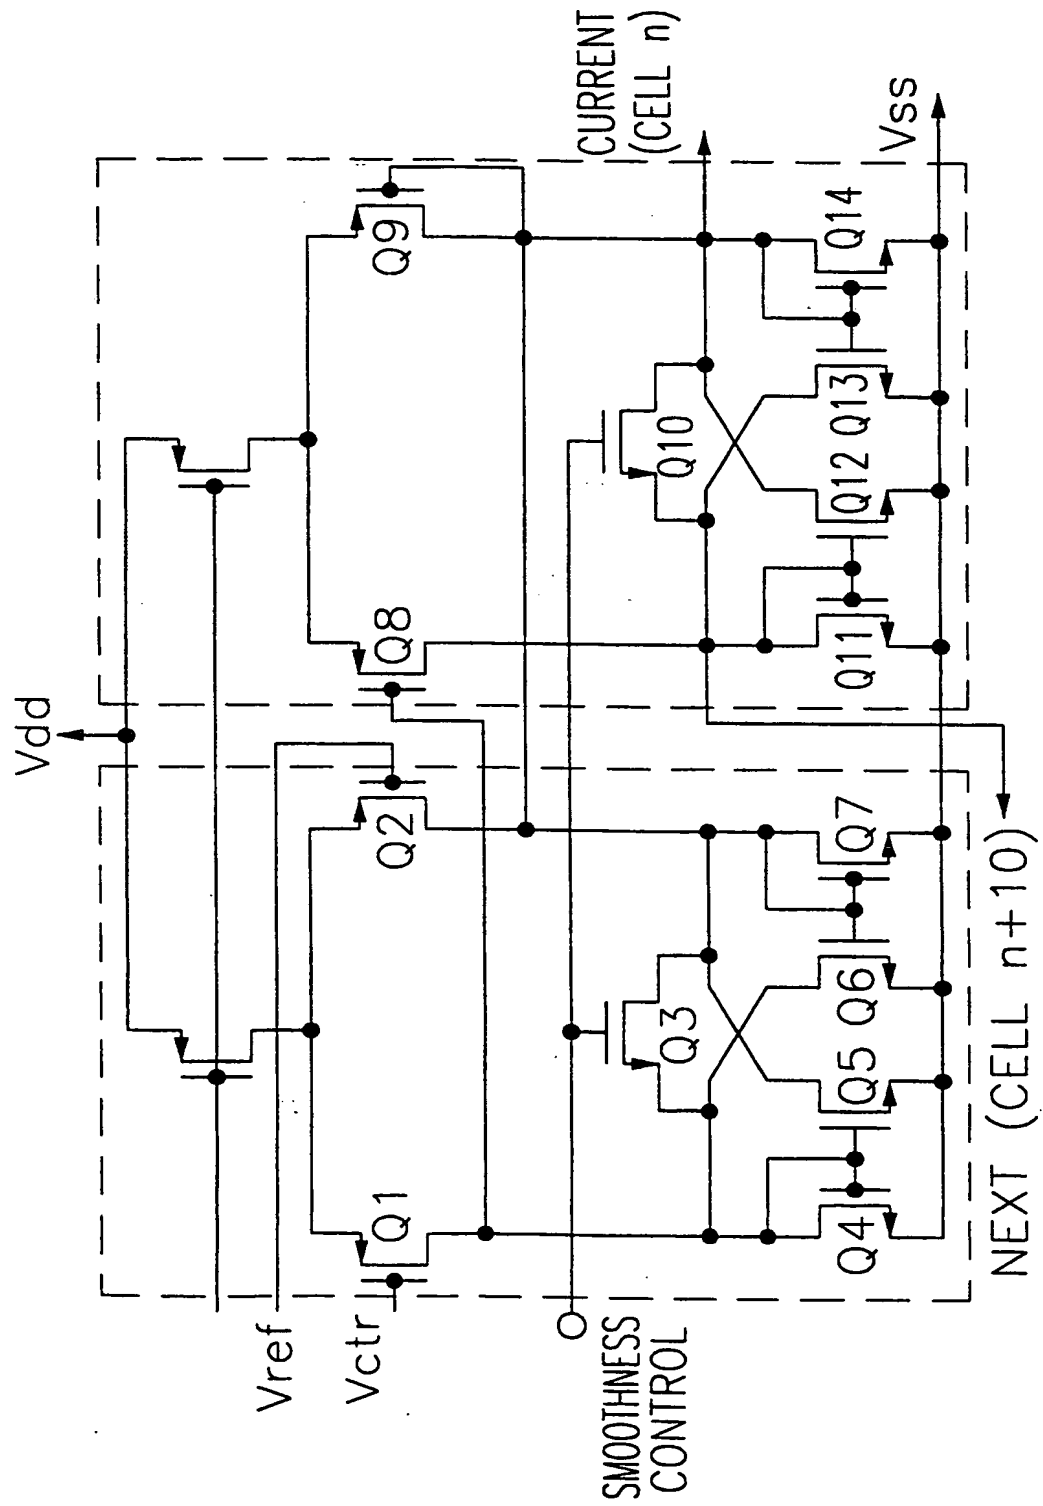 Vdd
Vref
Vctr
SMOOTHNESS
CONTROL
Q1
Q2
Q8
Q9
Q3
Q10
Q4
Q5
Q6
Q7
Q11
Q12
Q13
Q14
CURRENT
(CELL n)
Vss
NEXT (CELL n+10)